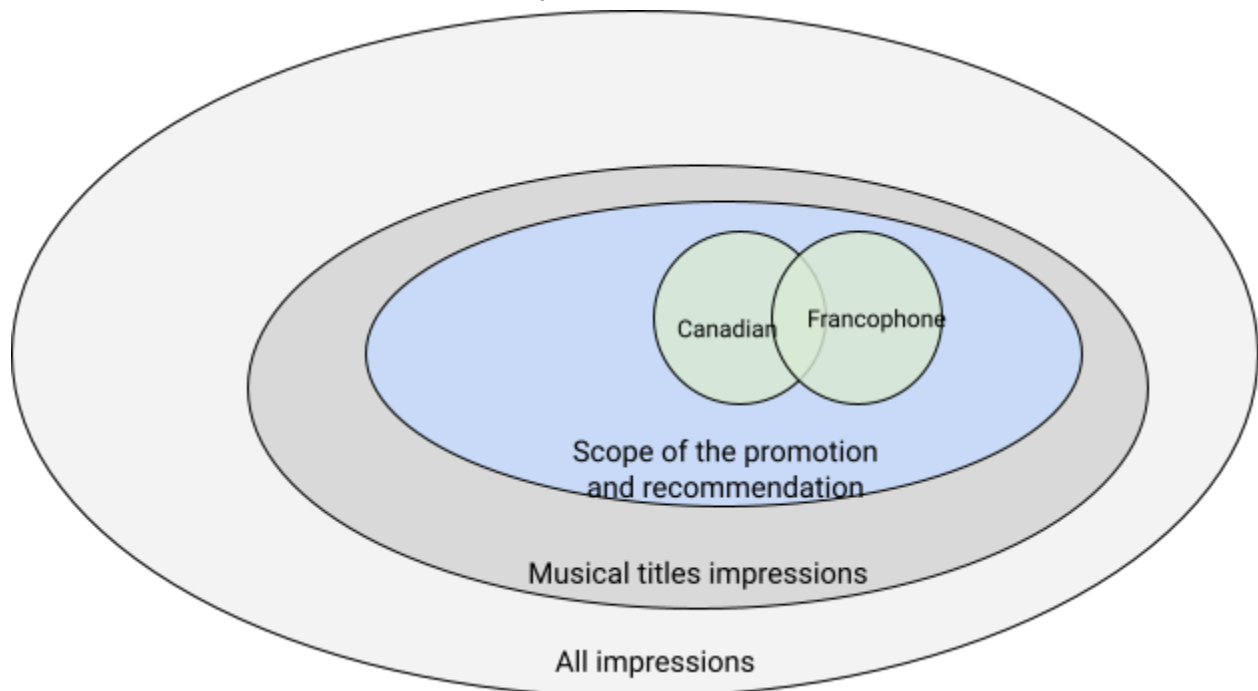 Canadian
Francophone
Scope of the promotion
and recommendation
Musical titles impressions
All impressions